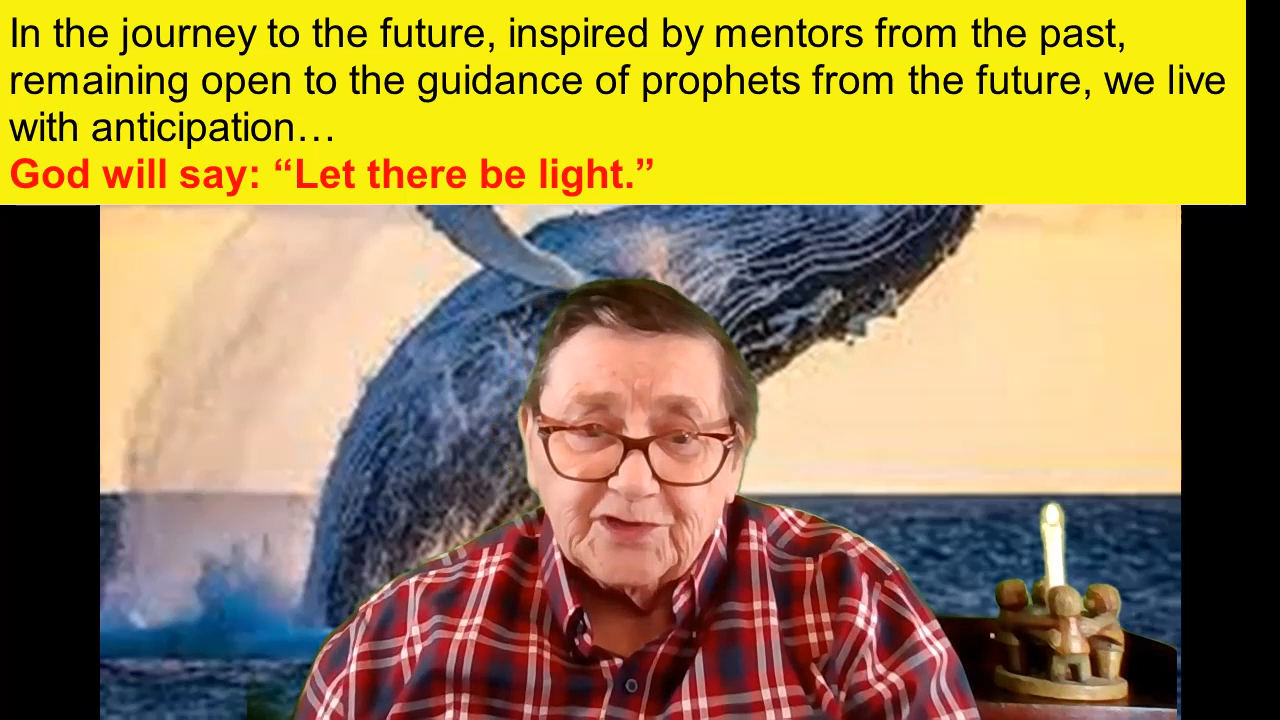 In the journey to the future, inspired by mentors from the past,
remaining open to the guidance of prophets from the future, we live
with anticipation…
God will say: “Let there be light.”